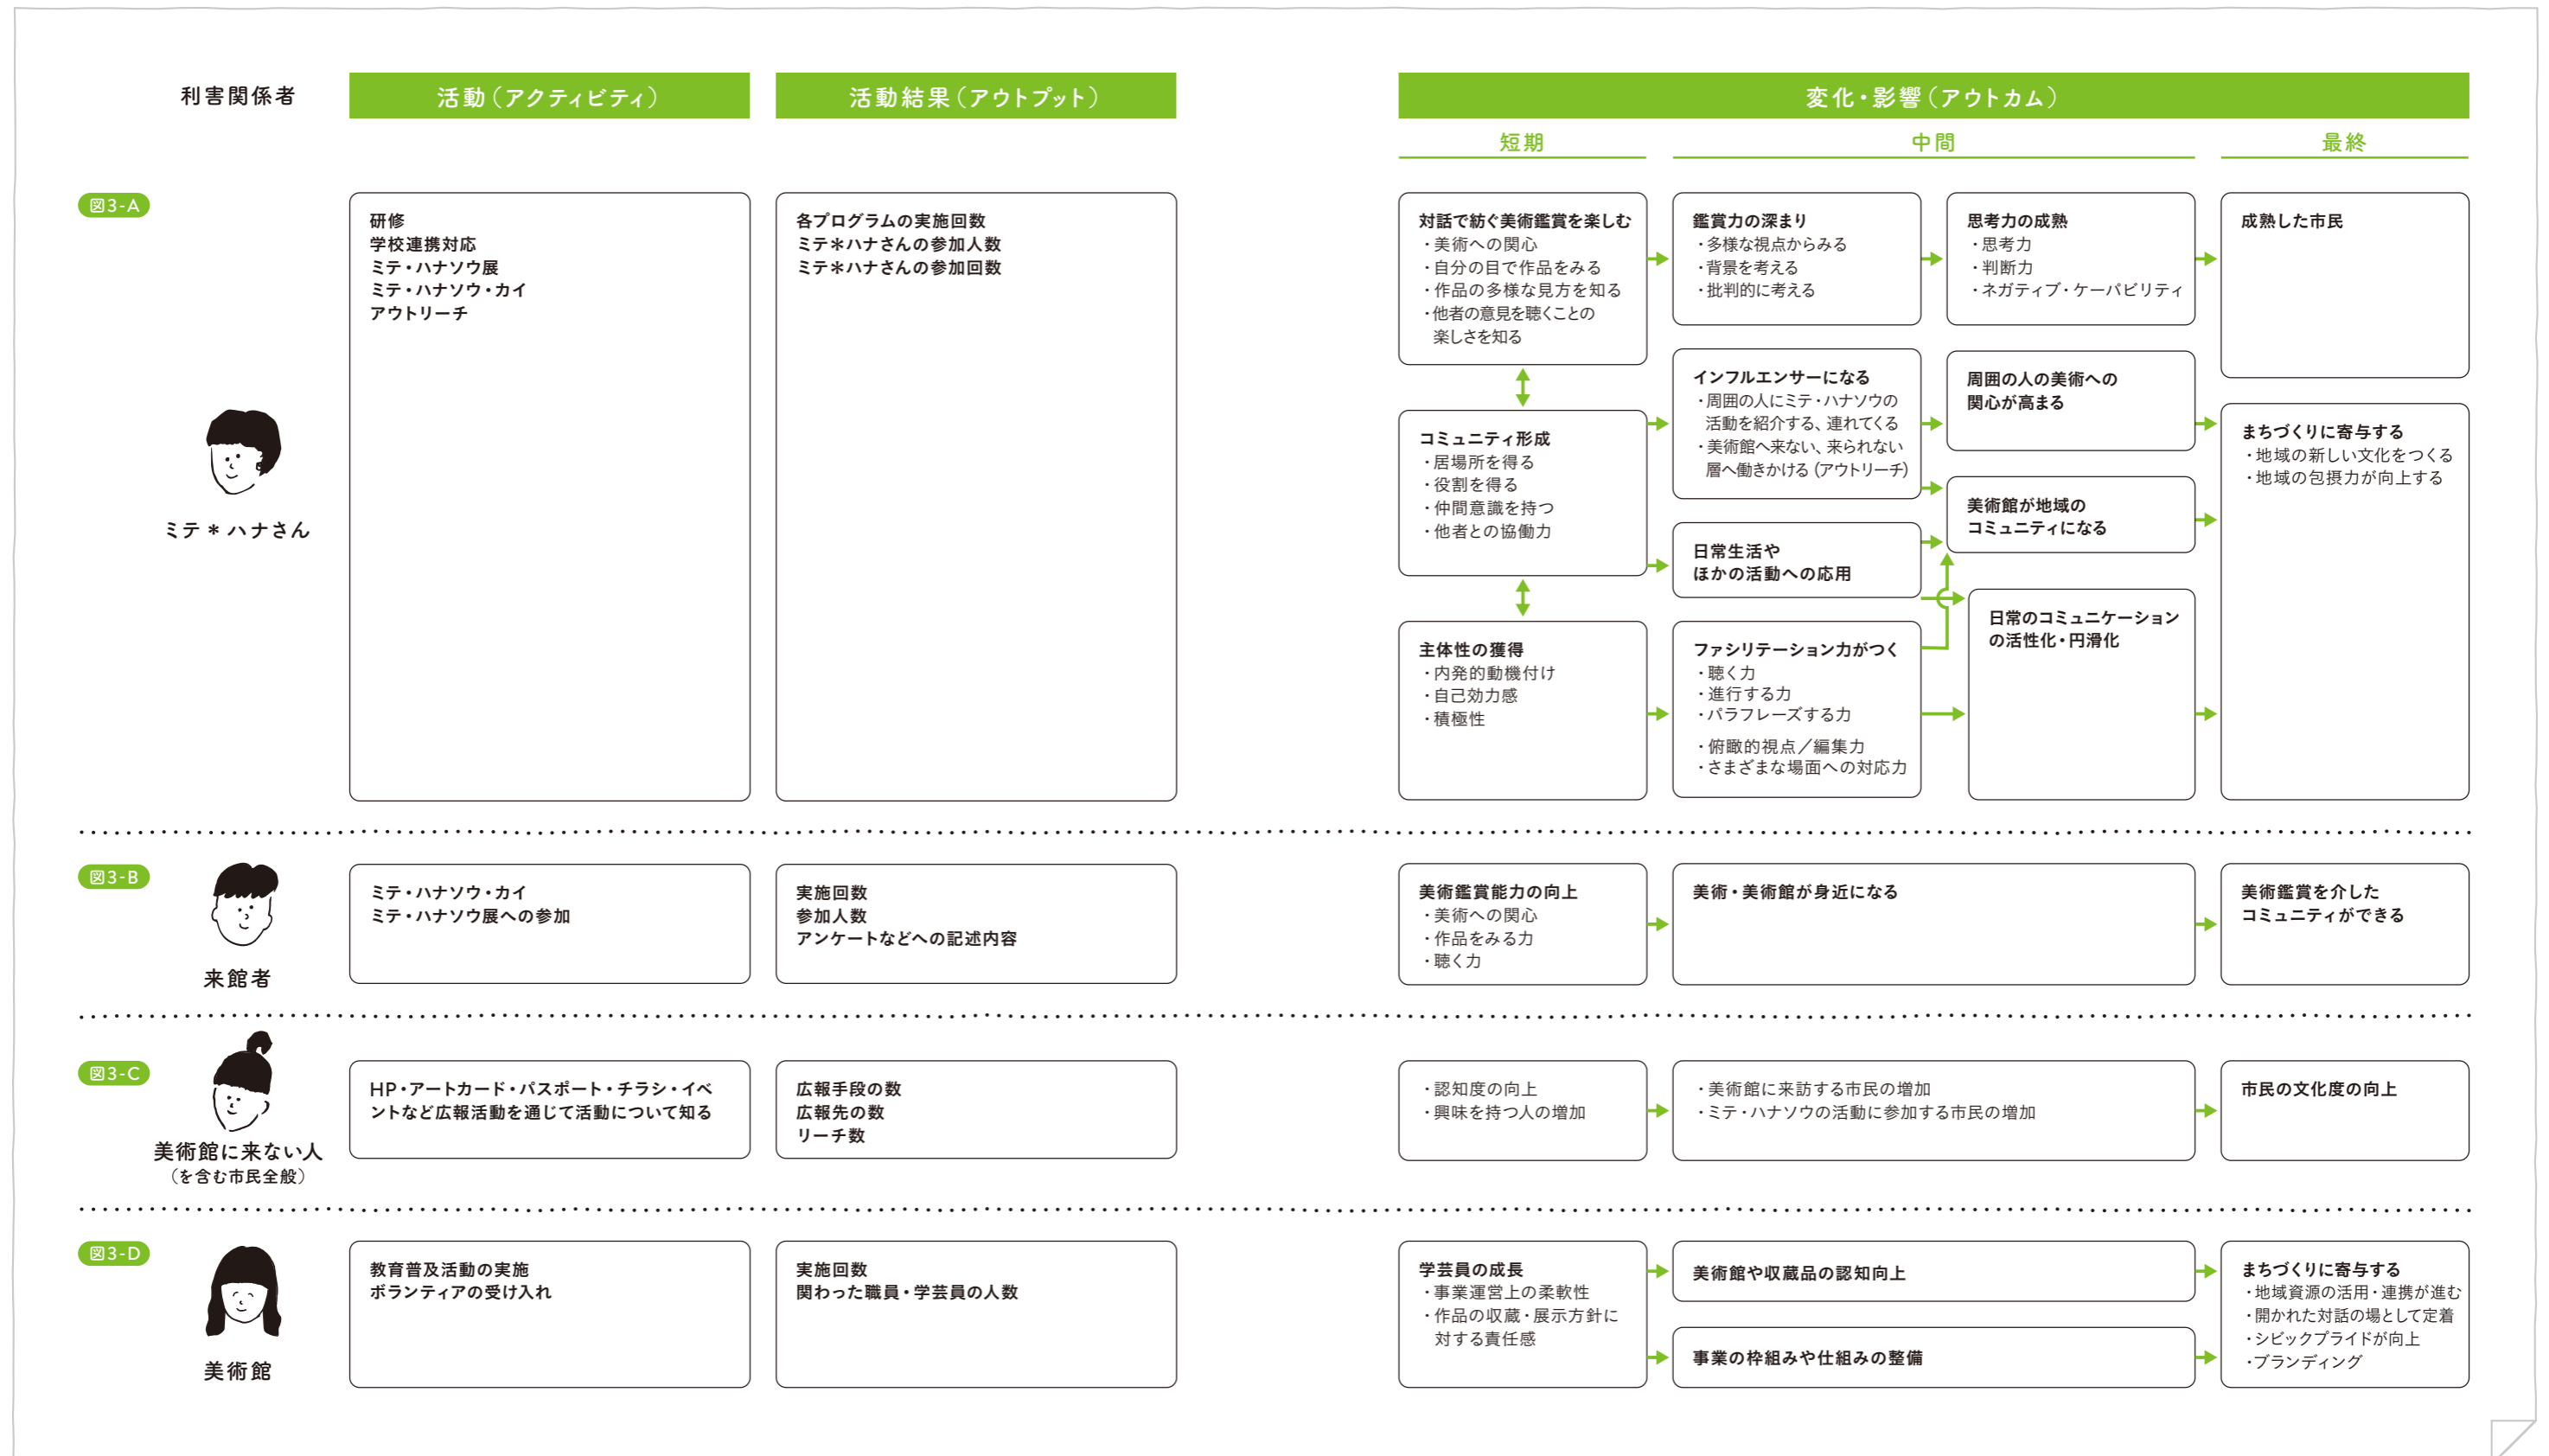 利害関係者
活動（アクティビティ）
活動結果（アウトプット）
変化・影響（アウトカム）
短期
中間
最終
図3-A
ミテ＊ハナさん
研修
学校連携対応
ミテ・ハナソウ展
ミテ・ハナソウ・カイ
アウトリーチ
各プログラムの実施回数
ミテ＊ハナさんの参加人数
ミテ＊ハナさんの参加回数
対話で紡ぐ美術鑑賞を楽しむ
・美術への関心
・自分の目で作品をみる
・作品の多様な見方を知る
・他者の意見を聴くことの
楽しさを知る
コミュニティ形成
・居場所を得る
・役割を得る
・仲間意識を持つ
・他者との協働力
主体性の獲得
・内発的動機付け
・自己効力感
・積極性
鑑賞力の深まり
・多様な視点からみる
・背景を考える
・批判的に考える
インフルエンサーになる
・周囲の人にミテ・ハナソウの
活動を紹介する、連れてくる
・美術館へ来ない、来られない
層へ働きかける（アウトリーチ）
日常生活や
ほかの活動への応用
ファシリテーション力がつく
・聴く力
・進行する力
・パラフレーズする力
・俯瞰的視点／編集力
・さまざまな場面への対応力
思考力の成熟
・思考力
・判断力
・ネガティブ・ケーパビリティ
周囲の人の美術への
関心が高まる
美術館が地域の
コミュニティになる
日常のコミュニケーション
の活性化・円滑化
成熟した市民
まちづくりに寄与する
・地域の新しい文化をつくる
・地域の包摂力が向上する
図3-B
来館者
ミテ・ハナソウ・カイ
ミテ・ハナソウ展への参加
実施回数
参加人数
アンケートなどへの記述内容
美術鑑賞能力の向上
・美術への関心
・作品をみる力
・聴く力
美術・美術館が身近になる
美術鑑賞を介した
コミュニティができる
図3-C
美術館に来ない人
（を含む市民全般）
HP・アートカード・パスポート・チラシ・イベ
ントなど広報活動を通じて活動について知る
広報手段の数
広報先の数
リーチ数
・認知度の向上
・興味を持つ人の増加
・美術館に来訪する市民の増加
・ミテ・ハナソウの活動に参加する市民の増加
市民の文化度の向上
図3-D
美術館
教育普及活動の実施
ボランティアの受け入れ
実施回数
関わった職員・学芸員の人数
学芸員の成長
・事業運営上の柔軟性
・作品の収蔵・展示方針に
対する責任感
美術館や収蔵品の認知向上
事業の枠組みや仕組みの整備
まちづくりに寄与する
・地域資源の活用・連携が進む
・開かれた対話の場として定着
・シビックプライドが向上
・ブランディング